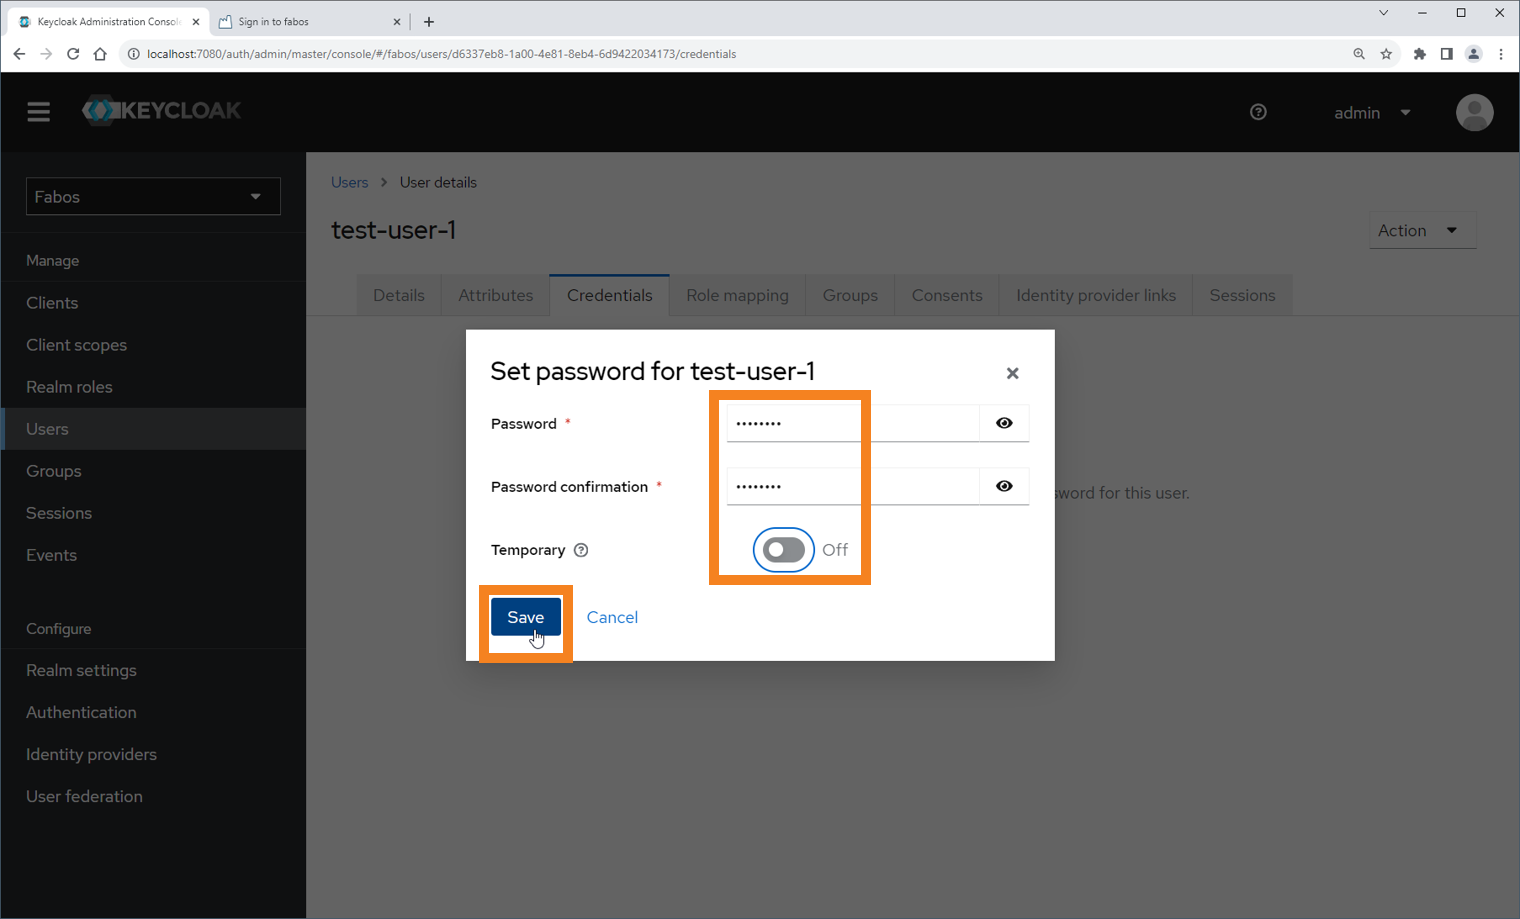 Keycloak Administration Console
Sign in to fabos
localhost:7080/auth/admin/master/console/#/fabos/users/d6337eb8-1a00-4e81-8eb4-6d9422034173/credentials
KEYCLOAK
admin
Fabos
Users
User details
test-user-1
Action
Manage
Clients
Client scopes
Realm roles
Users
Groups
Sessions
Events
Configure
Realm settings
Authentication
Identity providers
User federation
Details
Attributes
Credentials
Role mapping
Groups
Consents
Identity provider links
Sessions
Set password for test-user-1
Password *
••••••••
Password confirmation *
••••••••
sword for this user.
Temporary
Off
Save
Cancel